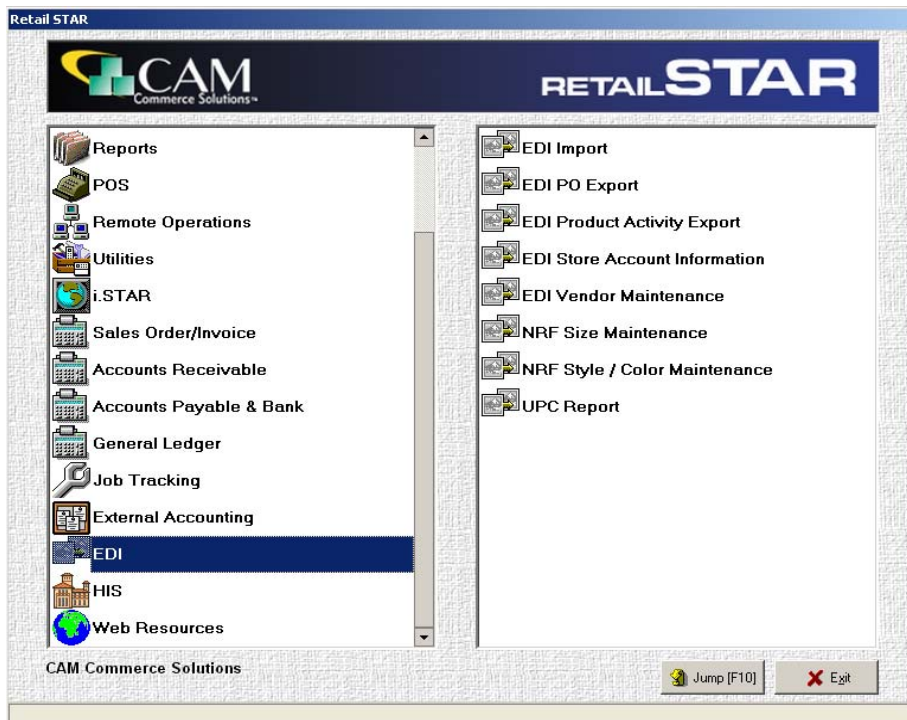 Retail STAR
CAM
Commerce Solutions™
RETAILSTAR
Reports
POS
Remote Operations
Utilities
i.STAR
Sales Order/Invoice
Accounts Receivable
Accounts Payable & Bank
General Ledger
Job Tracking
External Accounting
EDI
HIS
Web Resources
EDI Import
EDI PO Export
EDI Product Activity Export
EDI Store Account Information
EDI Vendor Maintenance
NRF Size Maintenance
NRF Style / Color Maintenance
UPC Report
CAM Commerce Solutions
Jump [F10]
Exit